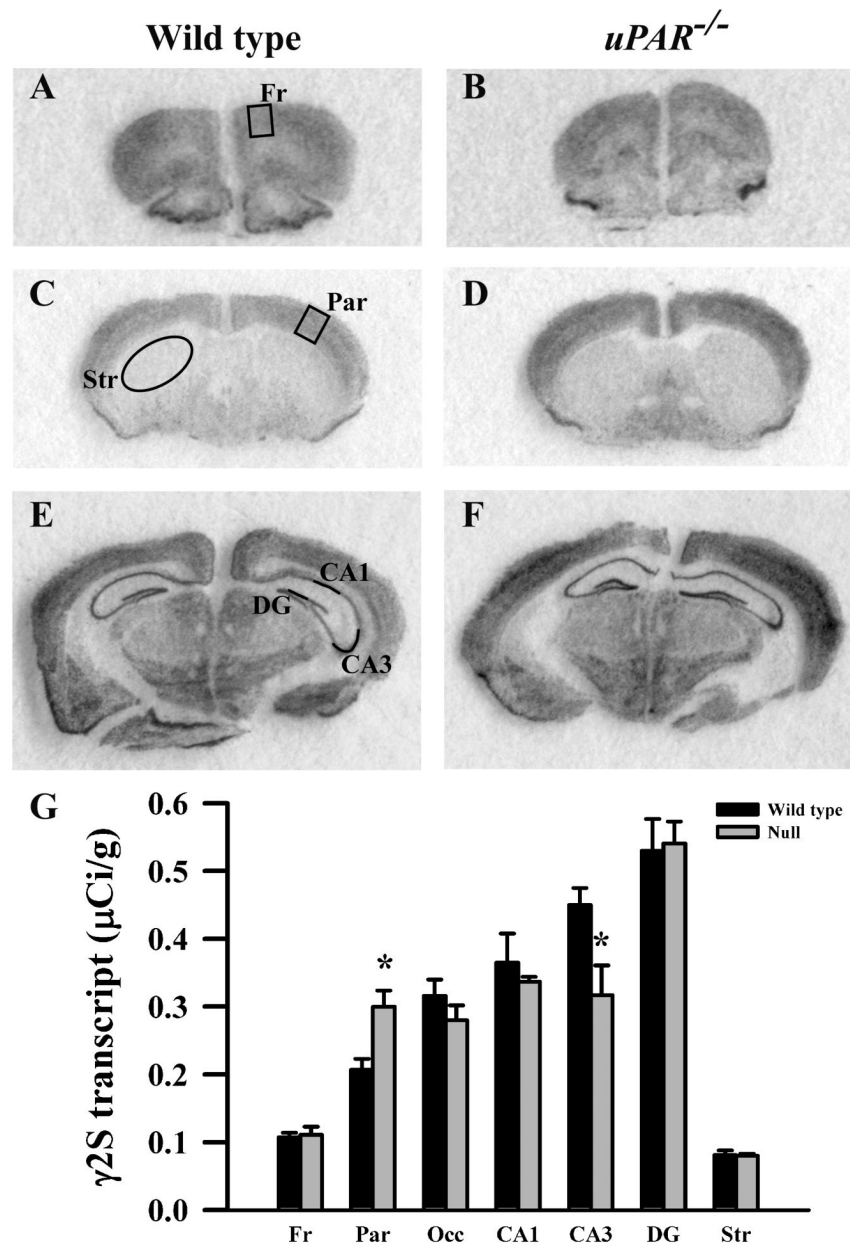 Wild type
uPAR-/-
A
Fr
B
C
Par
Str
D
E
CA1
DG
CA3
F
G
Wild type
Null
γ2S transcript (μCi/g)
0.6
0.5
0.4
0.3
0.2
0.1
0.0
*
*
Fr Par Occ CA1 CA3 DG Str